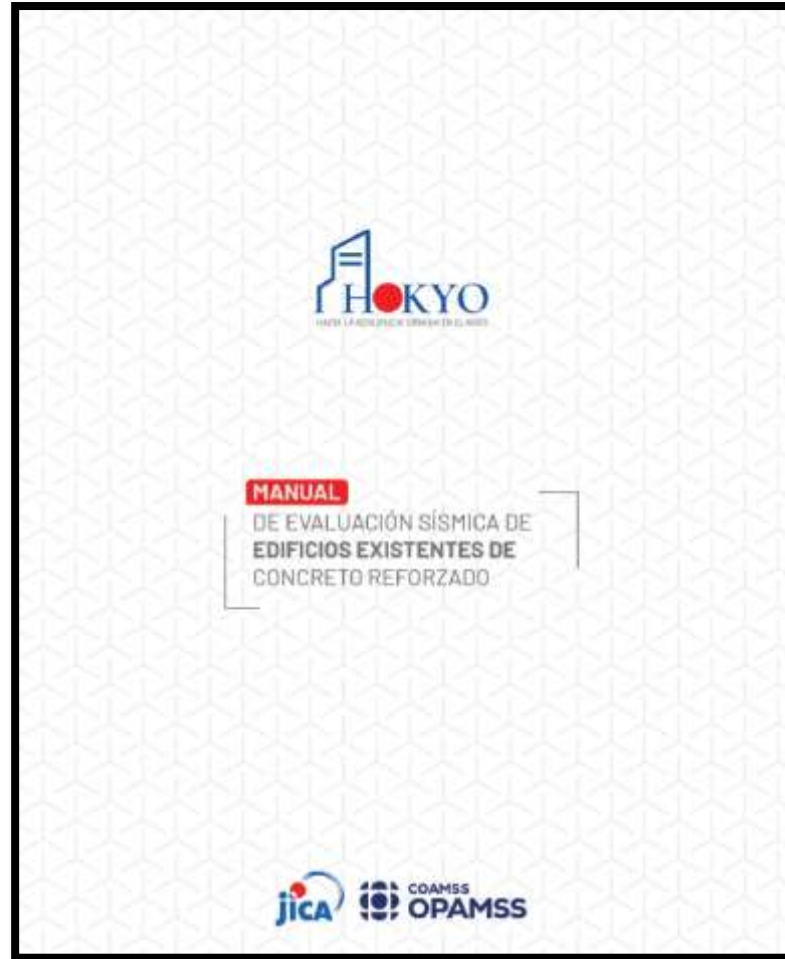 HOKYO
MANUAL
DE EVALUACIÓN SÍSMICA DE
EDIFICIOS EXISTENTES DE
CONCRETO REFORZADO
jica
COAMSS
OPAMSS